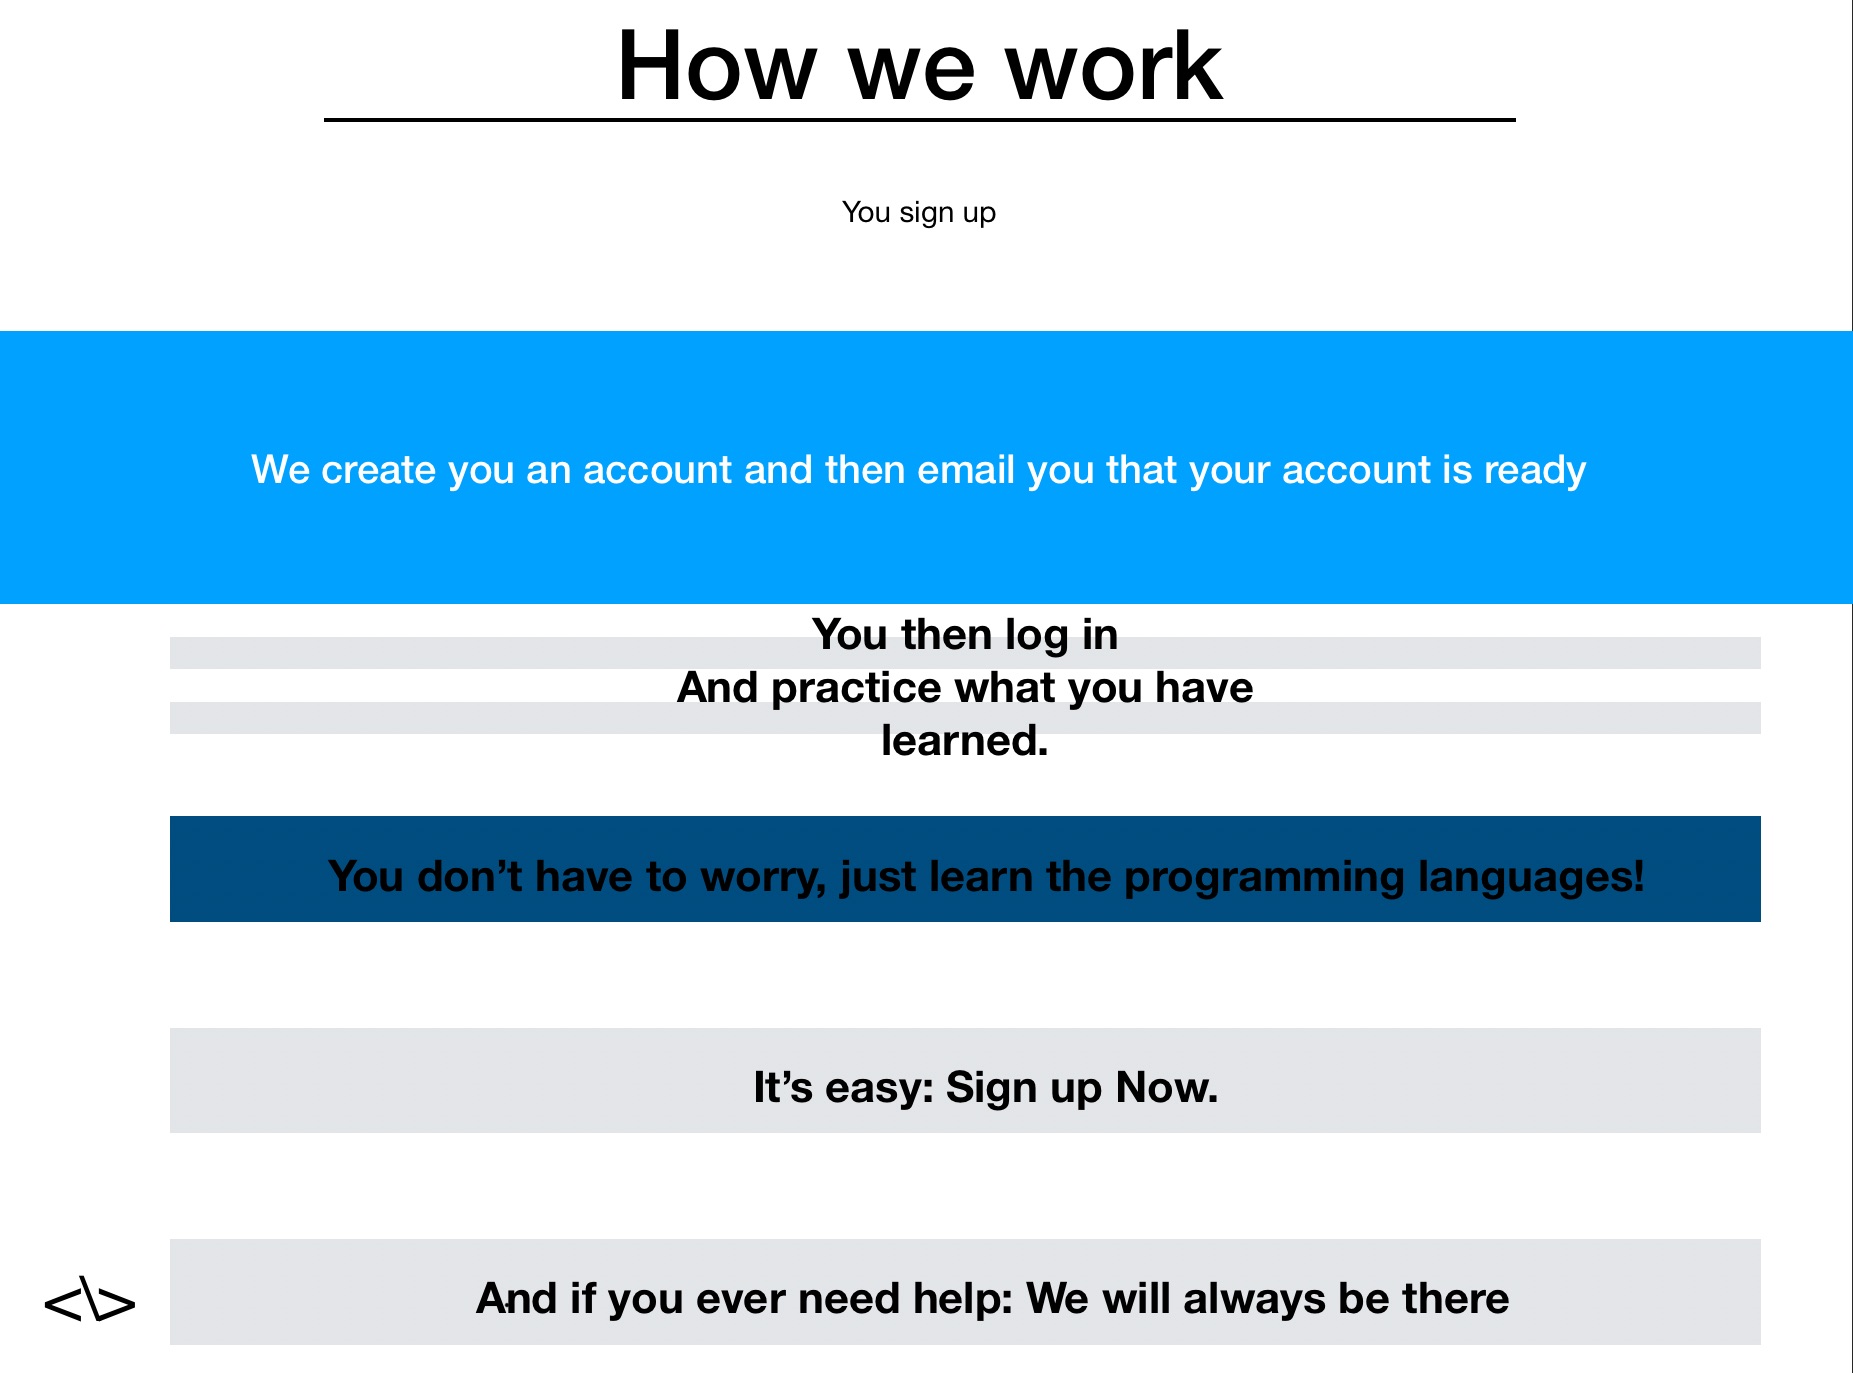 How we work
You sign up
We create you an account and then email you that your account is ready
You then log in
And practice what you have
learned.
You don’t have to worry, just learn the programming languages!
It’s easy: Sign up Now.
And if you ever need help: We will always be there
<\>